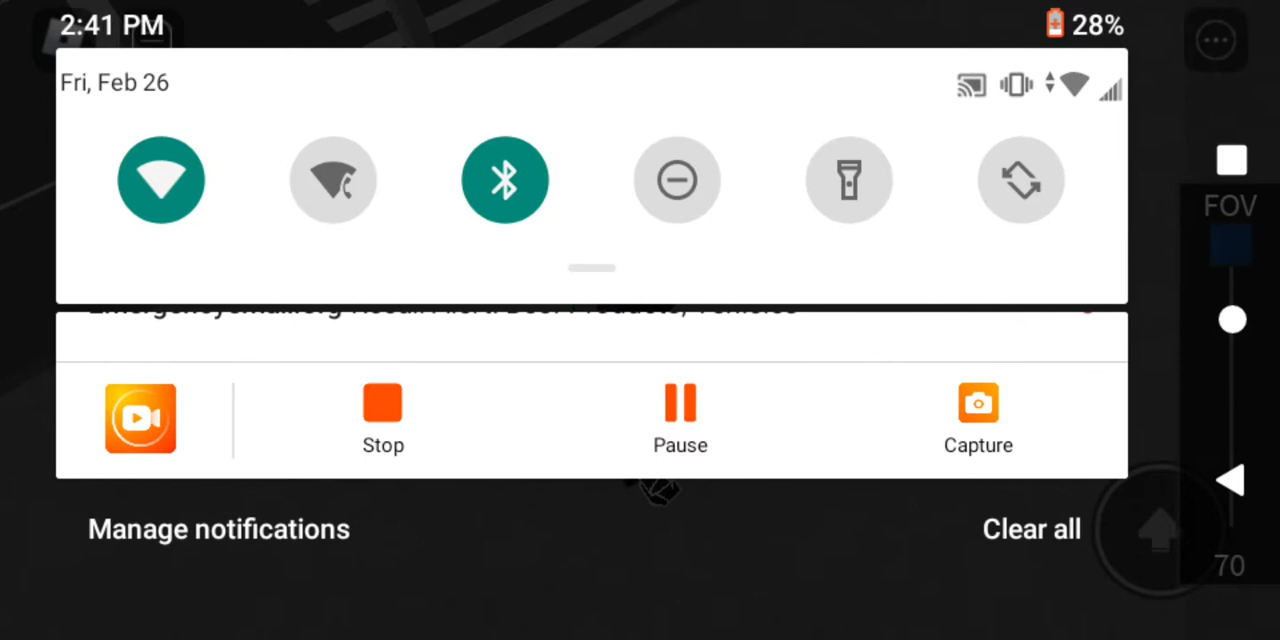 2:41 PM
28%
Fri, Feb 26
FOV
Stop
Pause
Capture
Manage notifications
Clear all
70